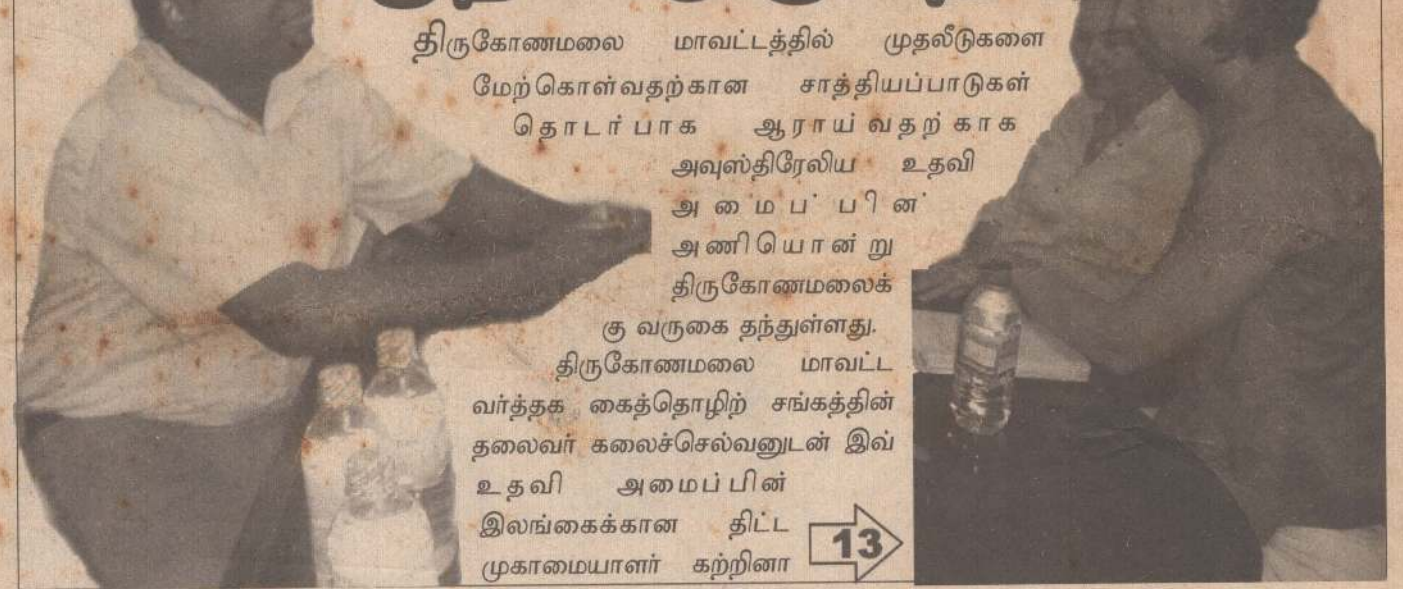 திருகோணமலை மாவட்டத்தில் முதலீடுகளை
மேற்கொள்வதற்கான சாத்தியப்பாடுகள்
தொடர்பாக ஆராய்வதற்காக
அவுஸ்திரேலிய உதவி
அமைப்பின்
அணியொன்று
திருகோணமலைக்
கு வருகை தந்துள்ளது.
திருகோணமலை மாவட்ட
வர்த்தக கைத்தொழிற் சங்கத்தின்
தலைவர் கலைச்செல்வனுடன் இவ்
உதவி அமைப்பின்
இலங்கைக்கான திட்ட
முகாமையாளர் கற்றினா
13